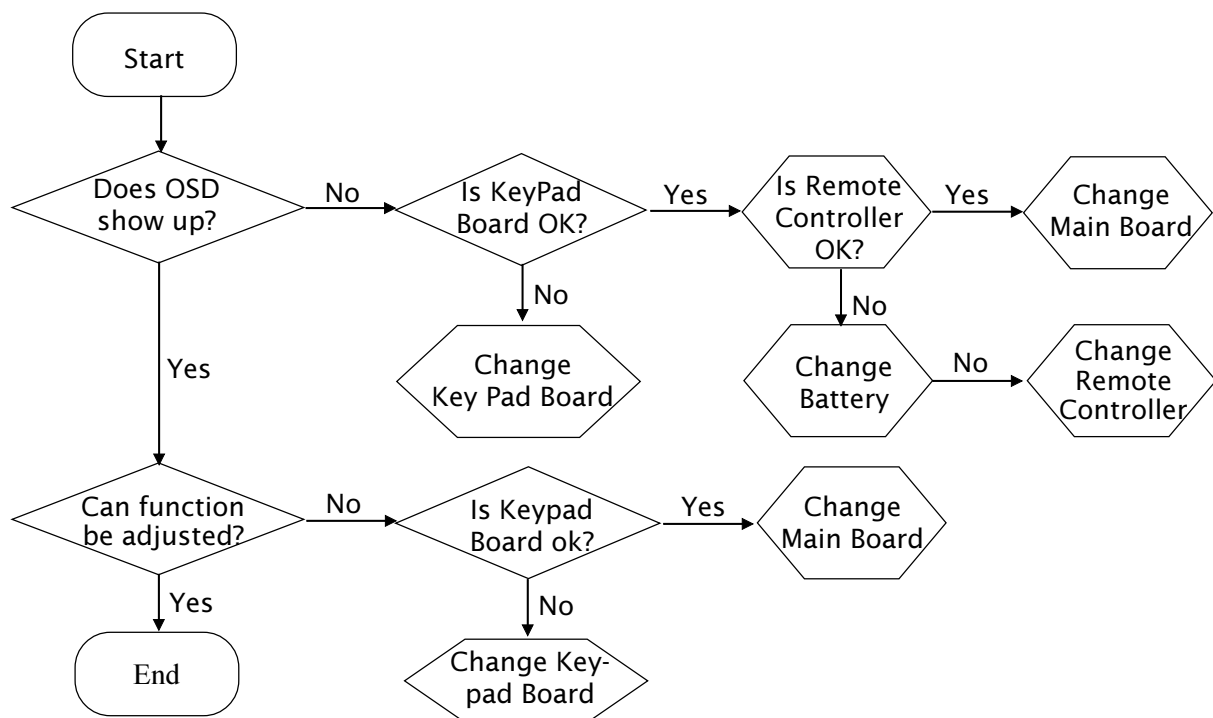 Start
Does OSD
show up?
No
Is KeyPad
Board OK?
Yes
Is Remote
Controller
OK?
Yes
Change
Main Board
No
Change
Key Pad Board
No
Change
Battery
No
Change
Remote
Controller
Yes
Can function
be adjusted?
No
Is Keypad
Board ok?
Yes
Change
Main Board
Yes
End
No
Change Key-
pad Board